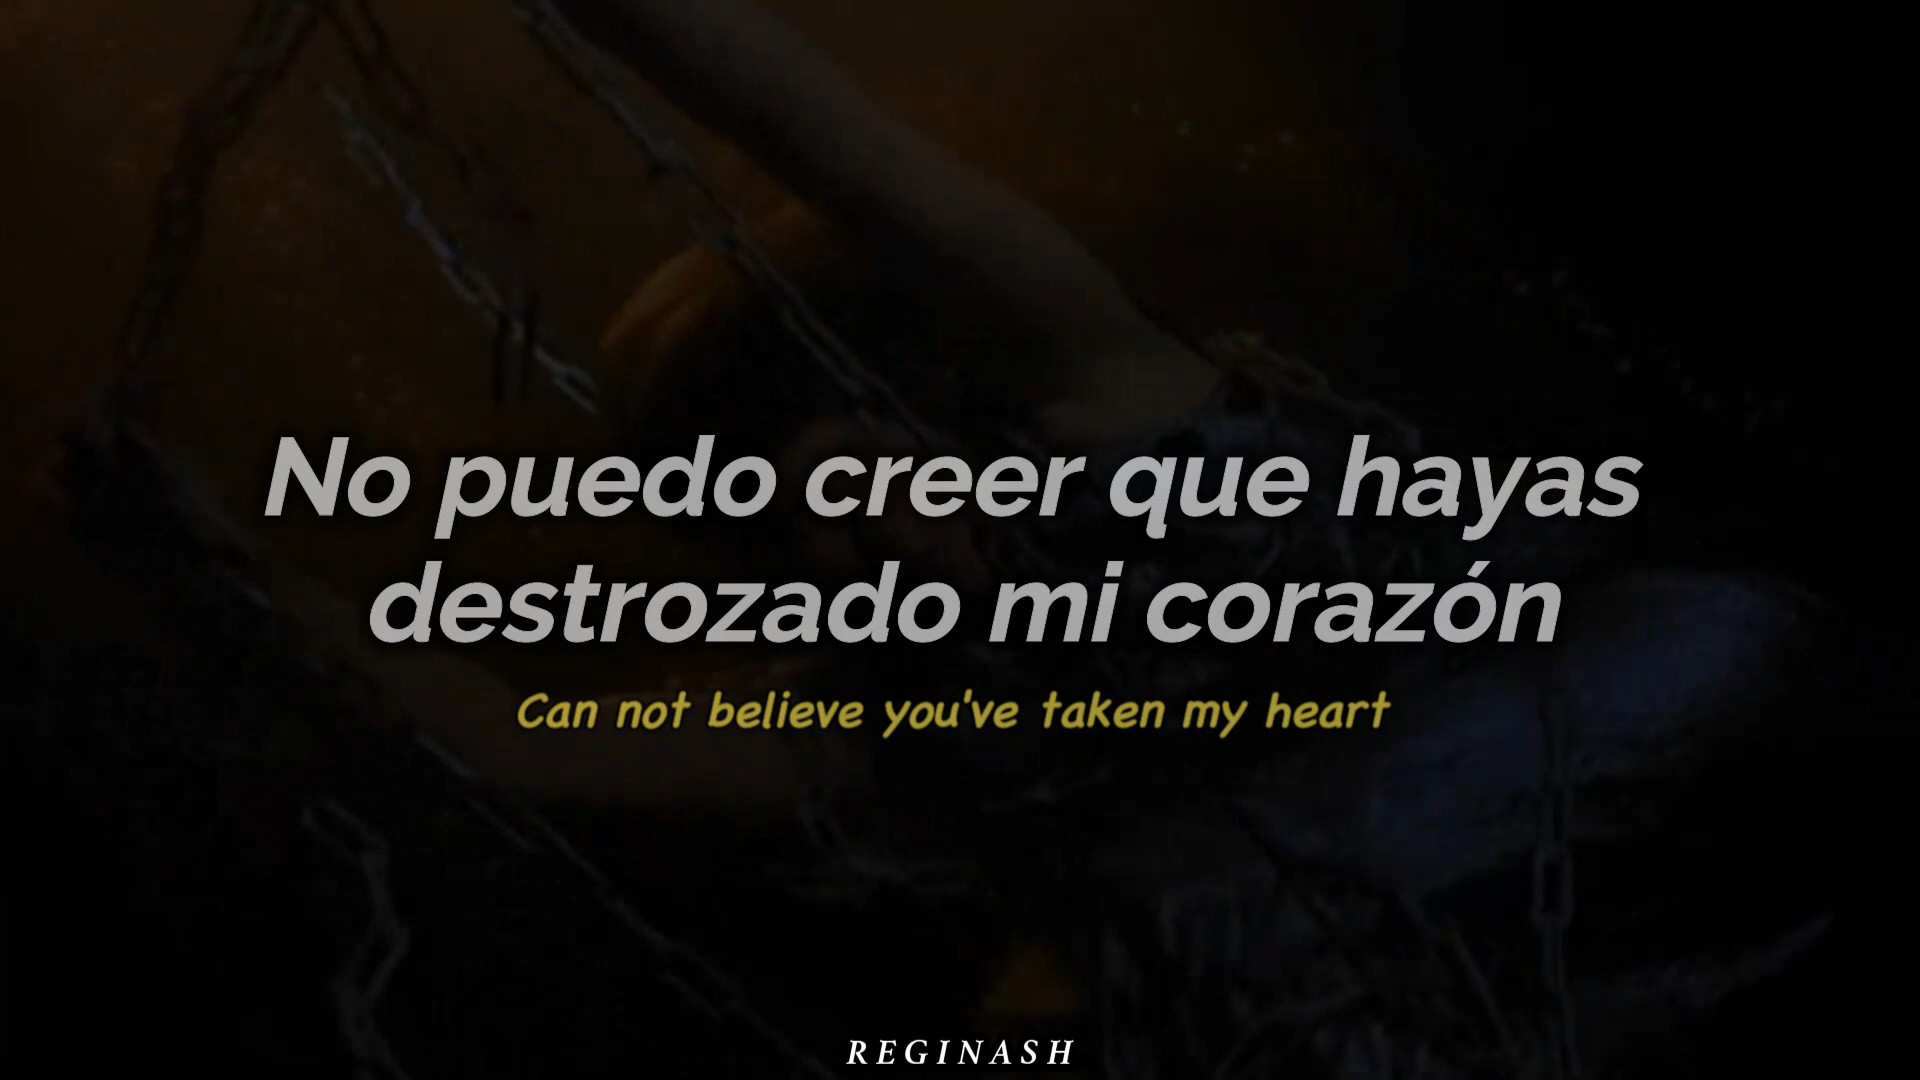 No puedo creer que hayas
destrozado mi corazón
Can not believe you've taken my heart
REGINASH